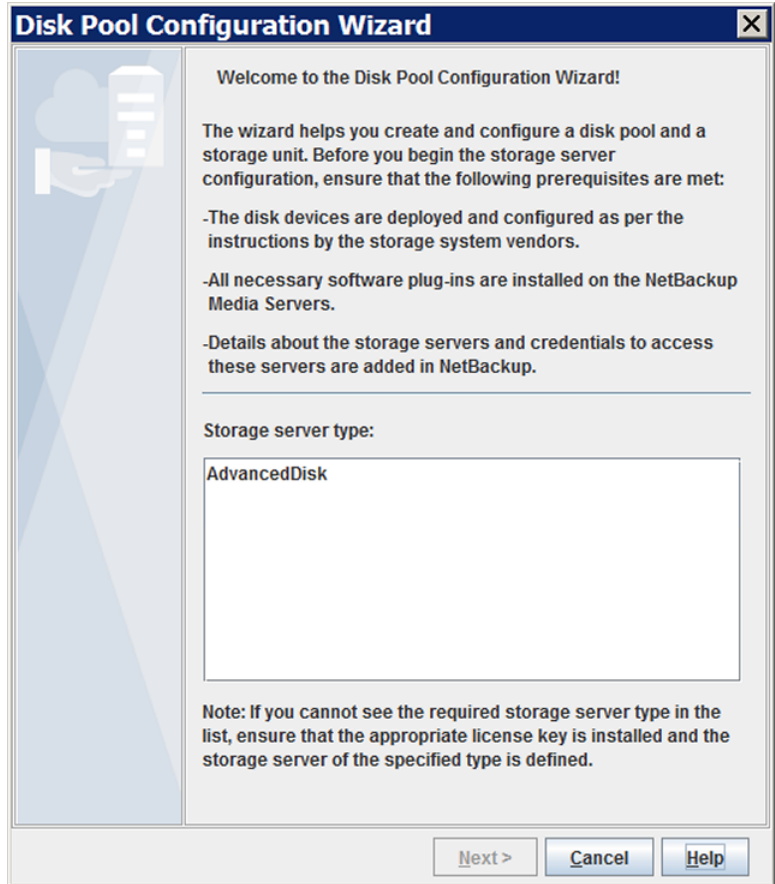 Disk Pool Configuration Wizard
Welcome to the Disk Pool Configuration Wizard!
The wizard helps you create and configure a disk pool and a
storage unit. Before you begin the storage server
configuration, ensure that the following prerequisites are met:
-The disk devices are deployed and configured as per the
instructions by the storage system vendors.
-All necessary software plug-ins are installed on the NetBackup
Media Servers.
-Details about the storage servers and credentials to access
these servers are added in NetBackup.
Storage server type:
AdvancedDisk
Note: If you cannot see the required storage server type in the
list, ensure that the appropriate license key is installed and the
storage server of the specified type is defined.
Next > Cancel Help